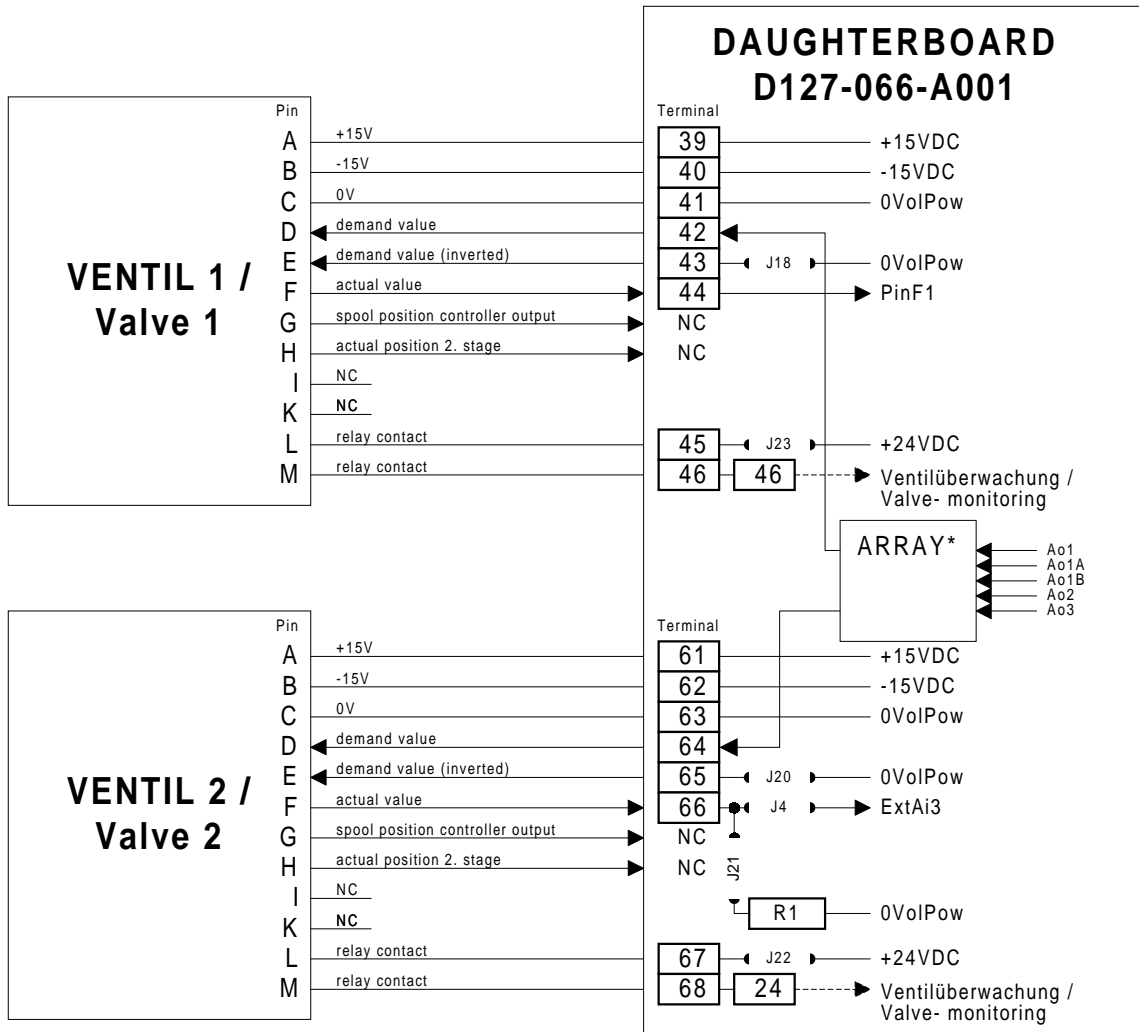 DAUGHTERBOARD
D127-066-A001
VENTIL 1 /
Valve 1
Pin
Terminal
A +15V 39 +15VDC
B -15V 40 -15VDC
C 0V 41 0VolPow
D demand value 42
E demand value (inverted) 43 J18 0VolPow
F actual value 44 PinF1
G spool position controller output NC
H actual position 2. stage NC
I NC
K NC
L relay contact 45 J23 +24VDC
M relay contact 46 46 Ventilüberwachung /
Valve- monitoring
ARRAY*
Ao1
Ao1A
Ao1B
Ao2
Ao3
VENTIL 2 /
Valve 2
Pin
Terminal
A +15V 61 +15VDC
B -15V 62 -15VDC
C 0V 63 0VolPow
D demand value 64
E demand value (inverted) 65 J20 0VolPow
F actual value 66 J4 ExtAi3
G spool position controller output NC
H actual position 2. stage NC
J21
I NC
R1 0VolPow
K NC
L relay contact 67 J22 +24VDC
M relay contact 68 24 Ventilüberwachung /
Valve- monitoring